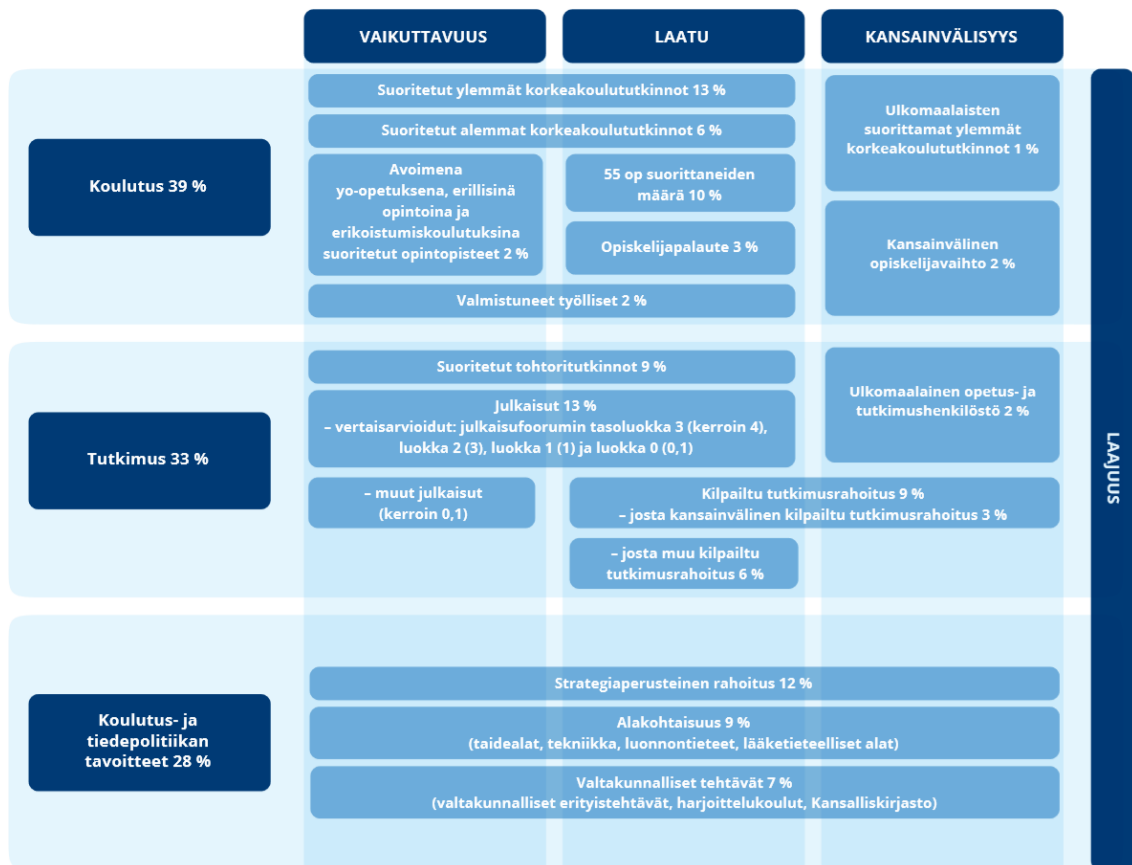 VAIKUTTAVUUS
LAATU
KANSAINVÄLISYYS
Koulutus 39 %
Suoritetut ylemmät korkeakoulututkinnot 13 %
Suoritetut alemmat korkeakoulututkinnot 6 %
Avoimena
yo-opetuksena, erillisinä
opintoina ja
erikoistumiskoulutuksina
suoritetut opintopisteet 2 %
55 op suorittaneiden
määrä 10 %
Opiskelijapalaute 3 %
Valmistuneet työlliset 2 %
Ulkomaalaisten
suorittamat ylemmät
korkeakoulututkinnot 1 %
Kansainvälinen
opiskelijavaihto 2 %
Tutkimus 33 %
Suoritetut tohtoritutkinnot 9 %
Julkaisut 13 %
– vertaisarvioidut: julkaisufoorumin tasoluokka 3 (kerroin 4),
luokka 2 (3), luokka 1 (1) ja luokka 0 (0,1)
– muut julkaisut
(kerroin 0,1)
Ulkomaalainen opetus- ja
tutkimushenkilöstö 2 %
Kilpailtu tutkimusrahoitus 9 %
– josta kansainvälinen kilpailtu tutkimusrahoitus 3 %
– josta muu kilpailtu
tutkimusrahoitus 6 %
Koulutus- ja
tiedepolitiikan
tavoitteet 28 %
Strategiaperusteinen rahoitus 12 %
Alakohtaisuus 9 %
(taidealat, tekniikka, luonnontieteet, lääketieteelliset alat)
Valtakunnalliset tehtävät 7 %
(valtakunnalliset erityistehtävät, harjoittelukoulut, Kansalliskirjasto)
LAAJUUS